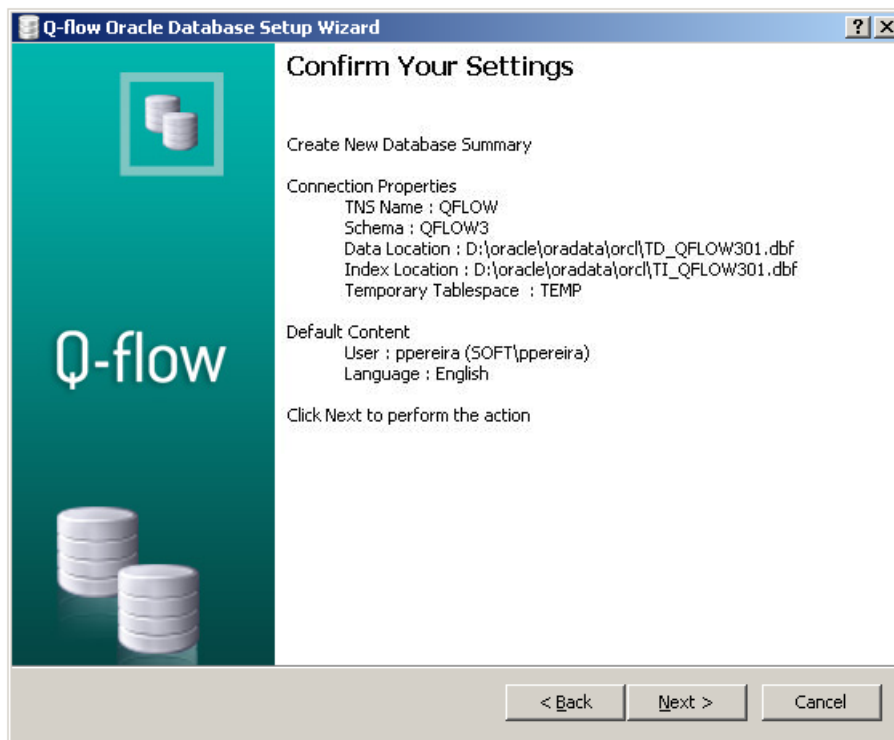 Q-flow Oracle Database Setup Wizard
Confirm Your Settings
Create New Database Summary
Connection Properties
TNS Name : QFLOW
Schema : QFLOW3
Data Location : D:\oracle\oradata\orcl\TD_QFLOW301.dbf
Index Location : D:\oracle\oradata\orcl\TI_QFLOW301.dbf
Temporary Tablespace  : TEMP
Default Content
User : ppereira (SOFT\ppereira)
Language : English
Click Next to perform the action
Q-flow
< Back Next > Cancel